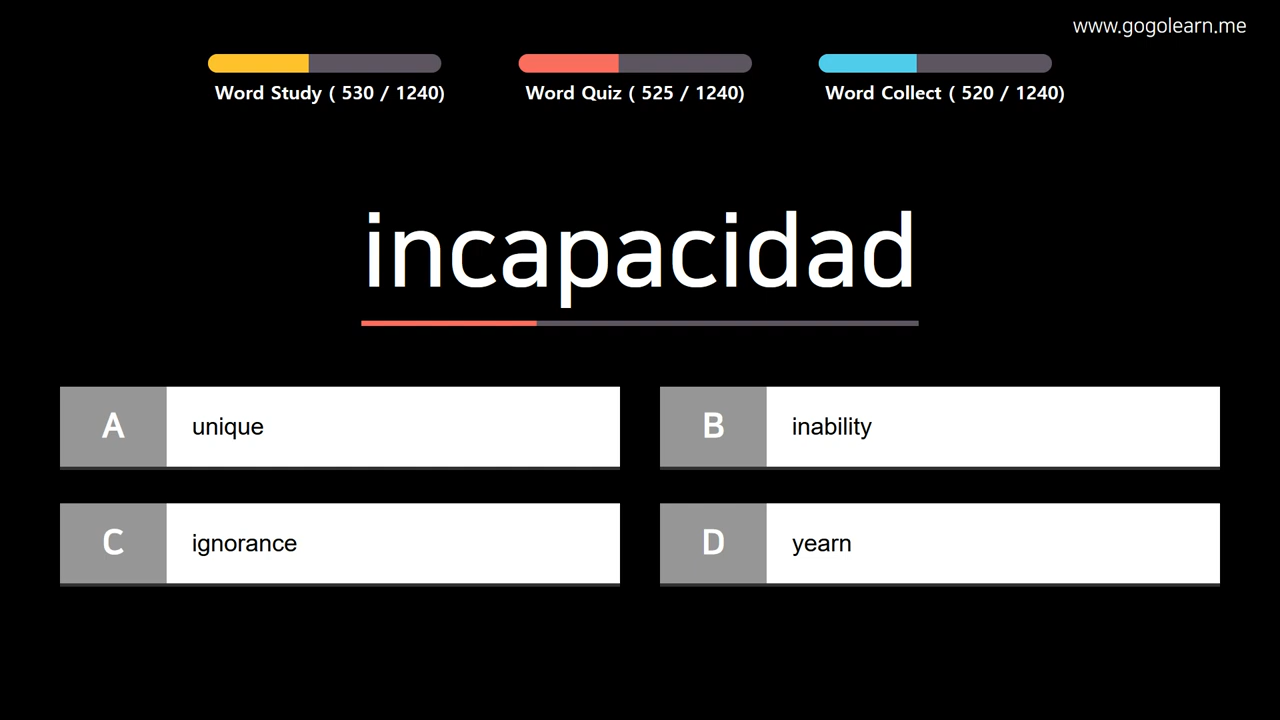 www.gogolearn.me
Word Study ( 530 / 1240)
Word Quiz ( 525 / 1240)
Word Collect ( 520 / 1240)
incapacidad
A unique
B inability
C ignorance
D yearn